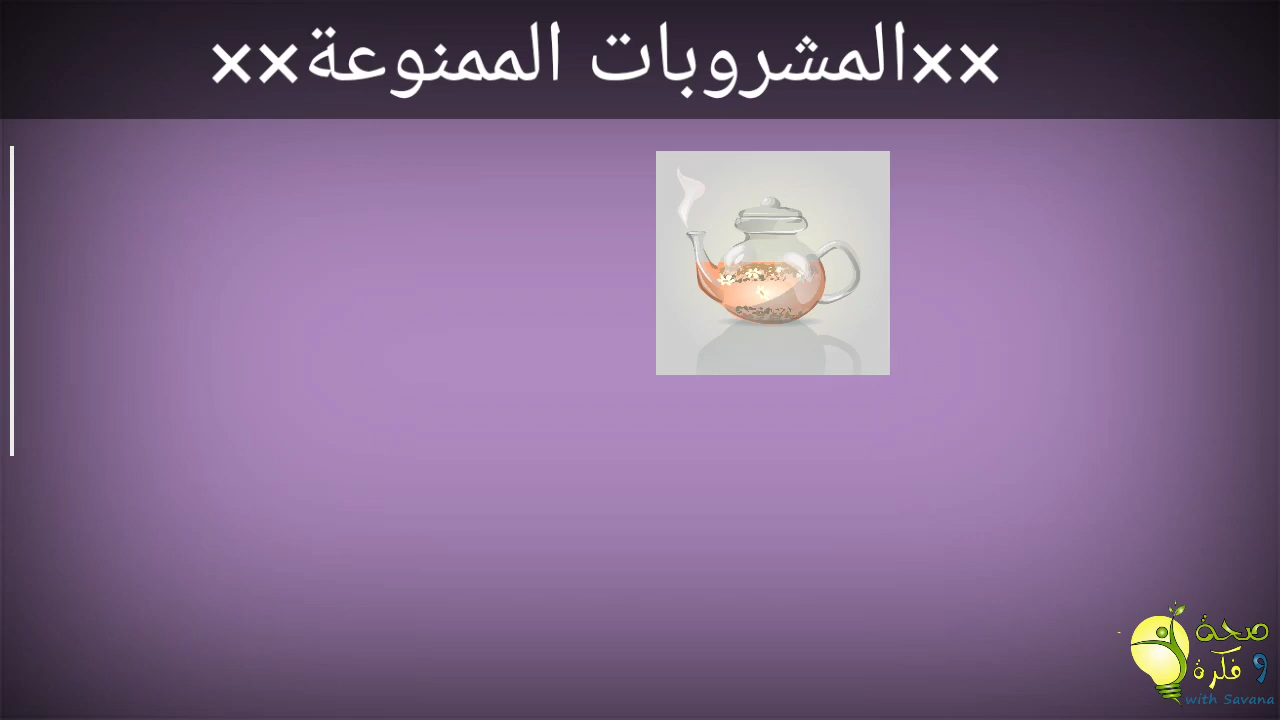 ××المشروبات الممنوعة××
صحة
و فكرة
with Savana